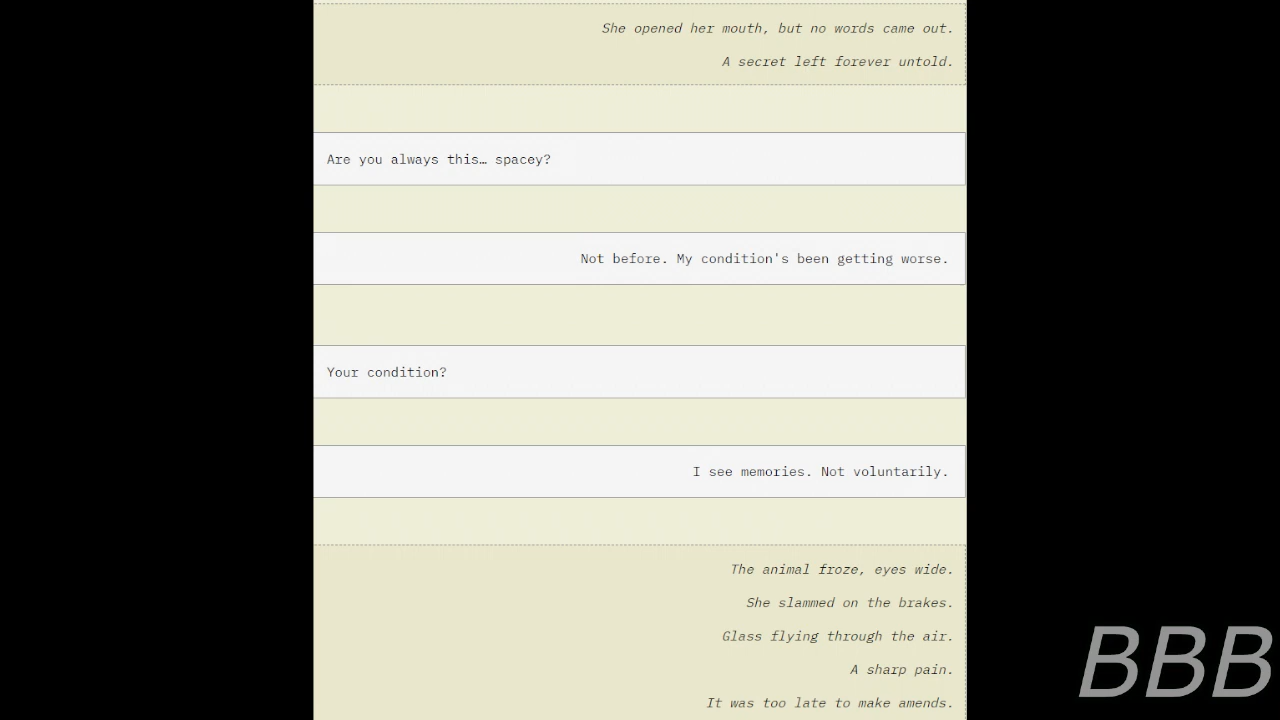 She opened her mouth, but no words came out.
A secret left forever untold.
Are you always this… spacey?
Not before. My condition's been getting worse.
Your condition?
I see memories. Not voluntarily.
The animal froze, eyes wide.
She slammed on the brakes.
Glass flying through the air.
A sharp pain.
It was too late to make amends.
BBB